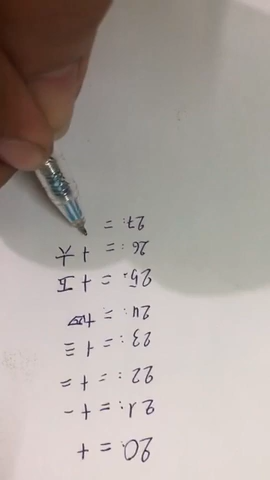 20: = 十
21: = 十一
22: = 十二
23: = 十三
24: = 十四
25: = 十五
26: = 十六
27: =